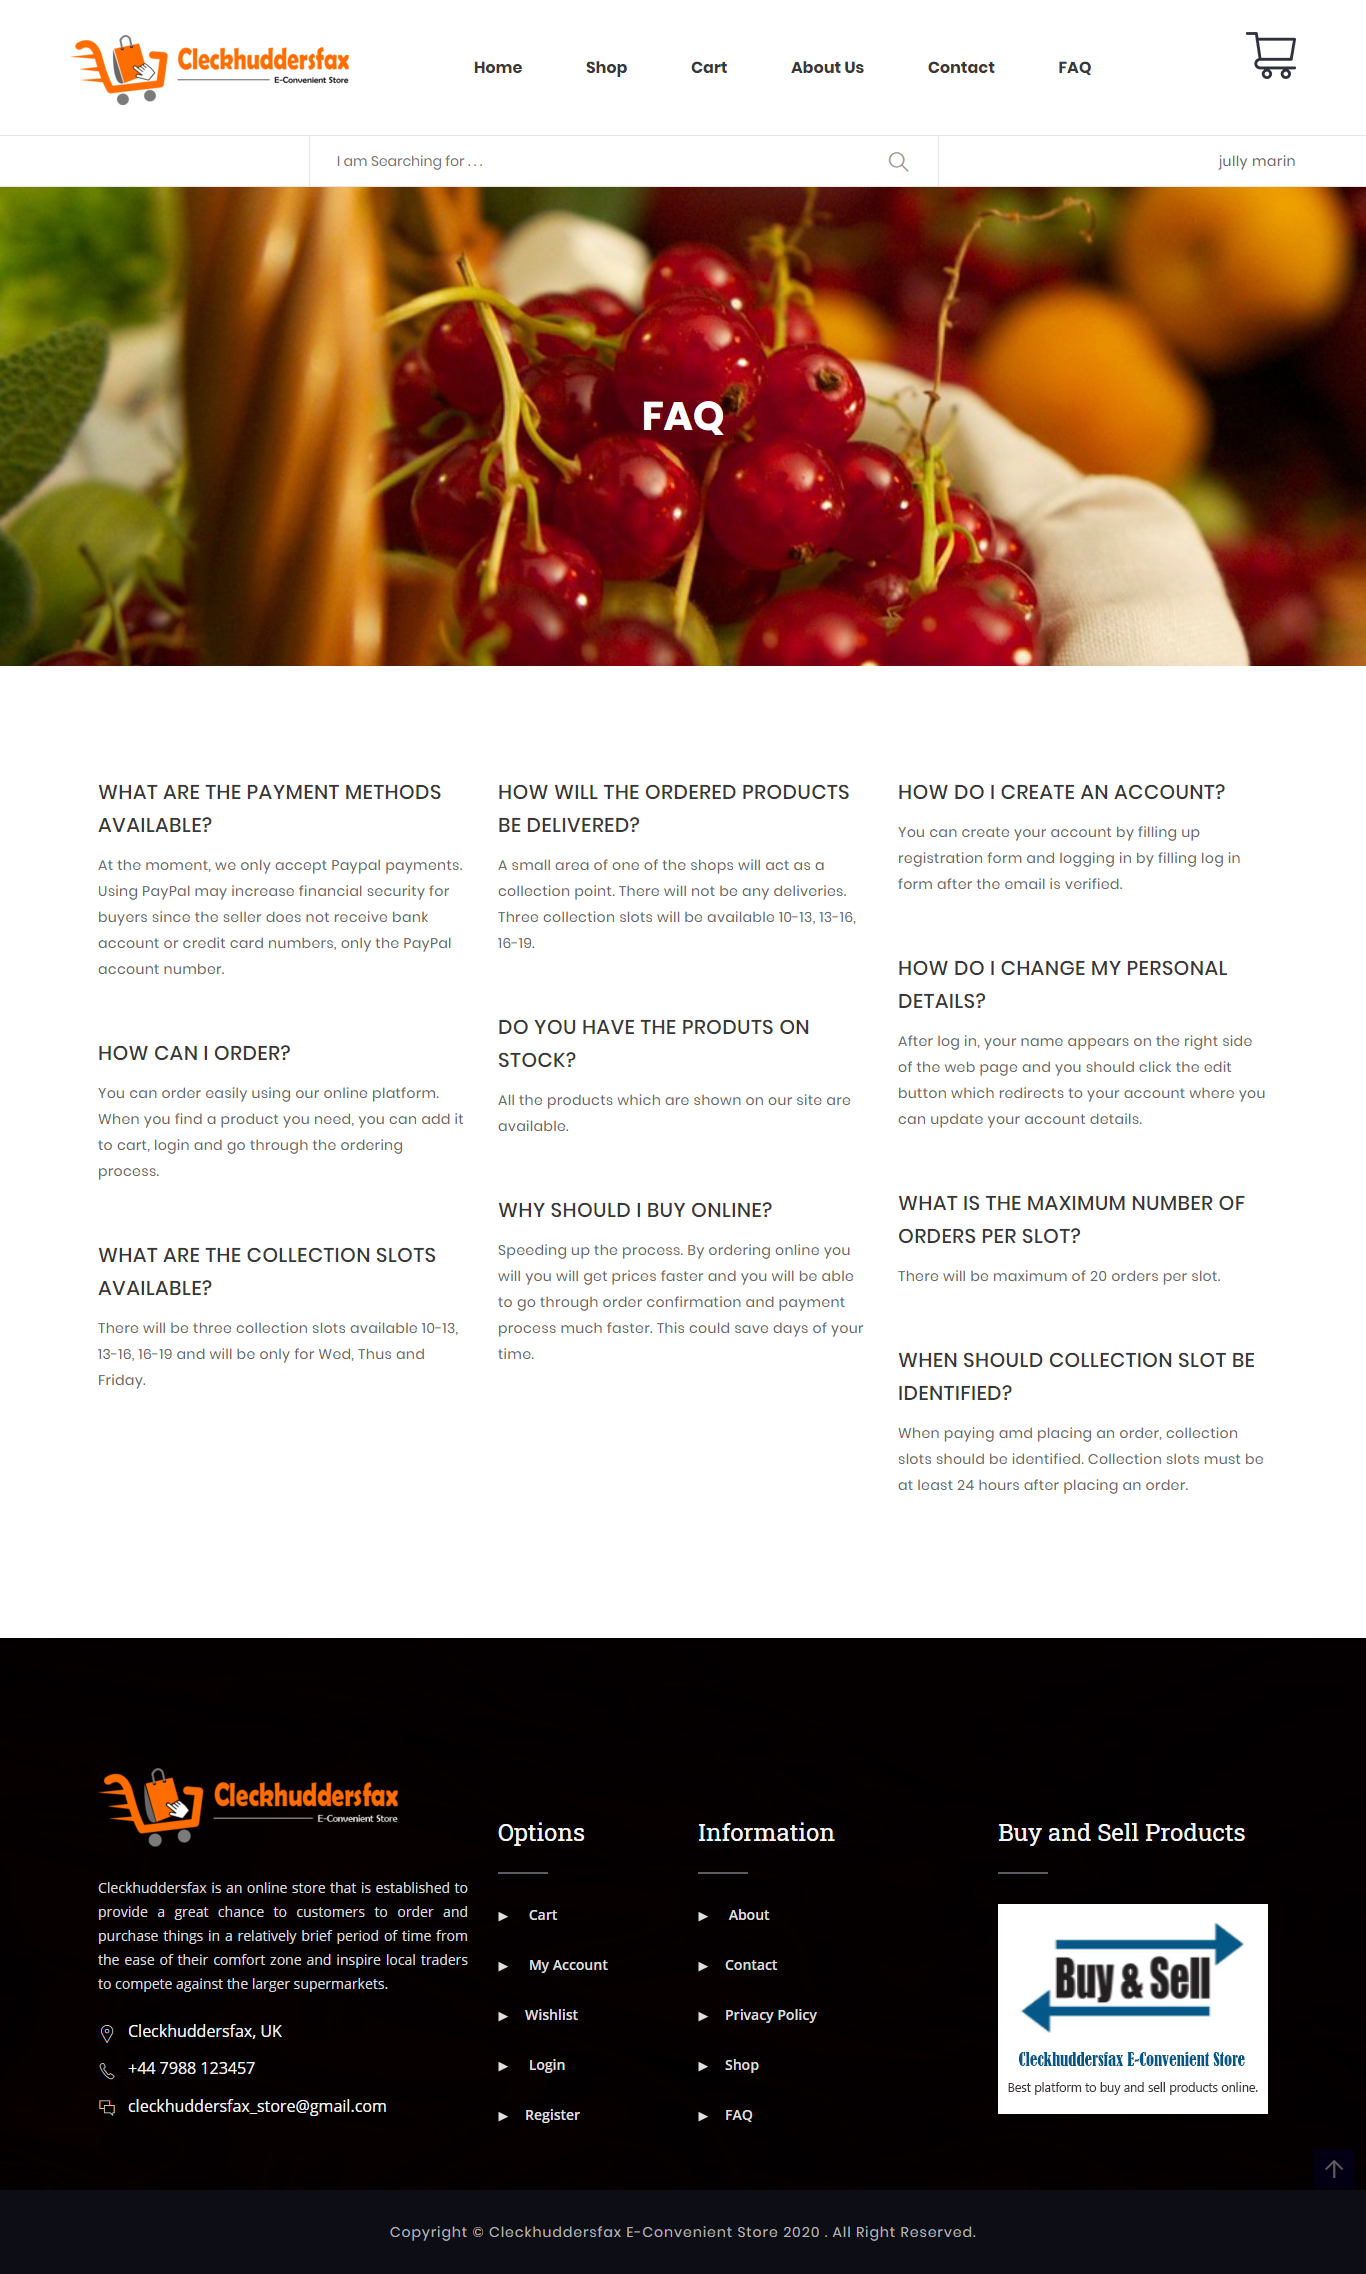 Cleckhuddersfax
E-Convenient Store
Home Shop Cart About Us Contact FAQ
I am Searching for . . .
jully marin
FAQ
WHAT ARE THE PAYMENT METHODS
AVAILABLE?
At the moment, we only accept Paypal payments.
Using PayPal may increase financial security for
buyers since the seller does not receive bank
account or credit card numbers, only the PayPal
account number.
HOW CAN I ORDER?
You can order easily using our online platform.
When you find a product you need, you can add it
to cart, login and go through the ordering
process.
WHAT ARE THE COLLECTION SLOTS
AVAILABLE?
There will be three collection slots available 10-13,
13-16, 16-19 and will be only for Wed, Thus and
Friday.
HOW WILL THE ORDERED PRODUCTS
BE DELIVERED?
A small area of one of the shops will act as a
collection point. There will not be any deliveries.
Three collection slots will be available 10-13, 13-16,
16-19.
DO YOU HAVE THE PRODUTS ON
STOCK?
All the products which are shown on our site are
available.
WHY SHOULD I BUY ONLINE?
Speeding up the process. By ordering online you
will you will get prices faster and you will be able
to go through order confirmation and payment
process much faster. This could save days of your
time.
HOW DO I CREATE AN ACCOUNT?
You can create your account by filling up
registration form and logging in by filling log in
form after the email is verified.
HOW DO I CHANGE MY PERSONAL
DETAILS?
After log in, your name appears on the right side
of the web page and you should click the edit
button which redirects to your account where you
can update your account details.
WHAT IS THE MAXIMUM NUMBER OF
ORDERS PER SLOT?
There will be maximum of 20 orders per slot.
WHEN SHOULD COLLECTION SLOT BE
IDENTIFIED?
When paying amd placing an order, collection
slots should be identified. Collection slots must be
at least 24 hours after placing an order.
Cleckhuddersfax
E-Convenient Store
Cleckhuddersfax is an online store that is established to
provide a great chance to customers to order and
purchase things in a relatively brief period of time from
the ease of their comfort zone and inspire local traders
to compete against the larger supermarkets.
Cleckhuddersfax, UK
+44 7988 123457
cleckhuddersfax_store@gmail.com
Options
Cart
My Account
Wishlist
Login
Register
Information
About
Contact
Privacy Policy
Shop
FAQ
Buy and Sell Products
Buy & Sell
Cleckhuddersfax E-Convenient Store
Best platform to buy and sell products online.
Copyright © Cleckhuddersfax E-Convenient Store 2020 . All Right Reserved.